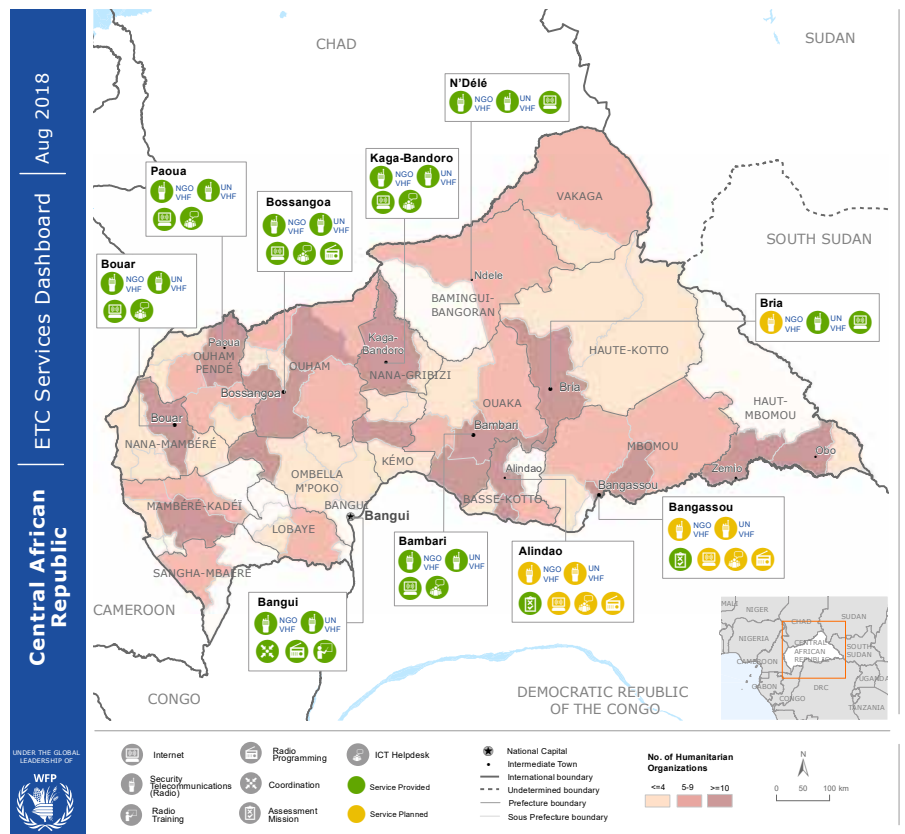 Central African
Republic
ETC Services Dashboard
Aug 2018
UNDER THE GLOBAL
LEADERSHIP OF
WFP
CHAD
SUDAN
SOUTH SUDAN
CAMEROON
CONGO
DEMOCRATIC REPUBLIC
OF THE CONGO
N'Délé
NGO
VHF
UN
VHF
Kaga-Bandoro
NGO
VHF
UN
VHF
Paoua
NGO
VHF
UN
VHF
Bossangoa
NGO
VHF
UN
VHF
Bouar
NGO
VHF
UN
VHF
Bria
NGO
VHF
UN
VHF
Bangassou
NGO
VHF
UN
VHF
Alindao
NGO
VHF
UN
VHF
Bambari
NGO
VHF
UN
VHF
Bangui
NGO
VHF
UN
VHF
VAKAGA
Ndele
BAMINGUI-
BANGORAN
HAUTE-KOTTO
Kaga-
Bandoro
Paoua
OUHAM
PENDÉ
OUHAM
NANA-GRIBIZI
Bossangoa
Bria
HAUT-
MBOMOU
OUAKA
Bouar
Bambari
NANA-MAMBÉRÉ
MBOMOU
Obo
KÉMO
Alindao
Zemio
OMBELLA
M'POKO
Bangassou
BASSE-KOTTO
MAMBÉRÉ-KADÉÏ
BANGUI
Bangui
LOBAYE
SANGHA-MBAÉRÉ
MALI
NIGER
CHAD
SUDAN
NIGERIA
CENTRAL
AFRICAN
REPUBLIC
SOUTH
SUDAN
CAMEROON
GABON
CONGO
DRC
UGANDA
TANZANIA
Internet
Security
Telecommunications
(Radio)
Radio
Training
Radio
Programming
Coordination
Assessment
Mission
ICT Helpdesk
Service Provided
Service Planned
National Capital
Intermediate Town
International boundary
Undetermined boundary
Prefecture boundary
Sous Prefecture boundary
No. of Humanitarian
Organizations
<=4 5-9 >=10
N
0 50 100 km